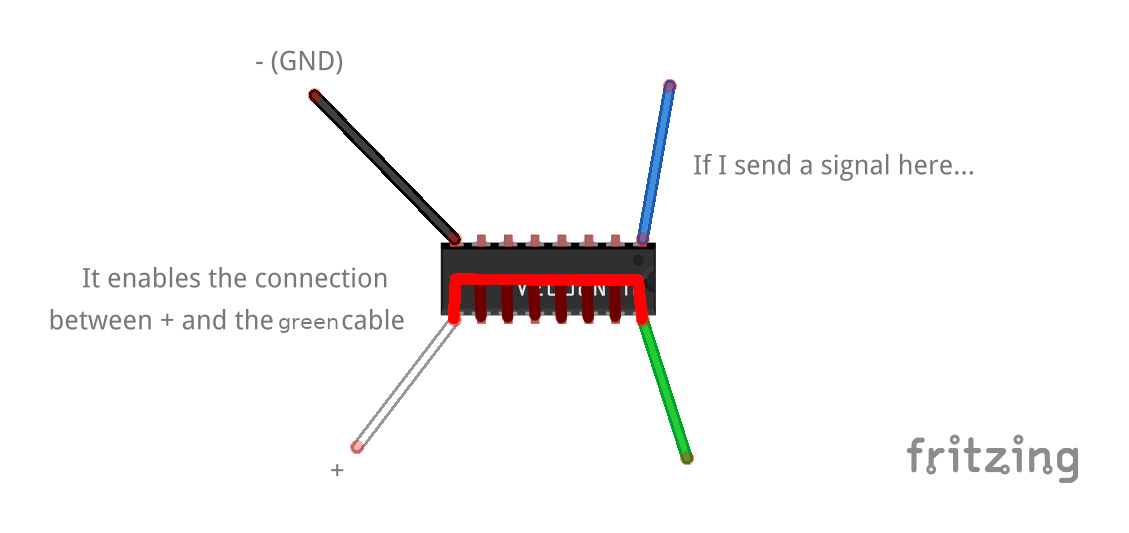 - (GND)
If I send a signal here...
It enables the connection
between + and the green cable
+
fritzing